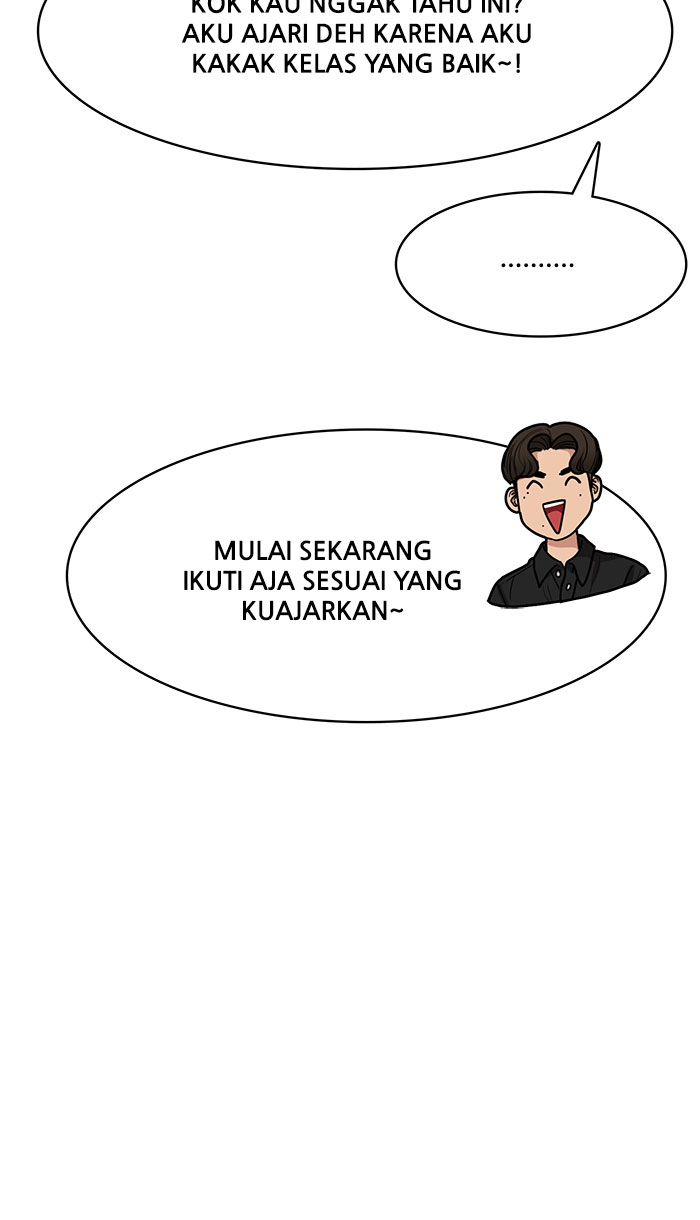 KOK KAU NGGAK TAHU INI?
AKU AJARI DEH KARENA AKU
KAKAK KELAS YANG BAIK~!
..........
MULAI SEKARANG
IKUTI AJA SESUAI YANG
KUAJARKAN~